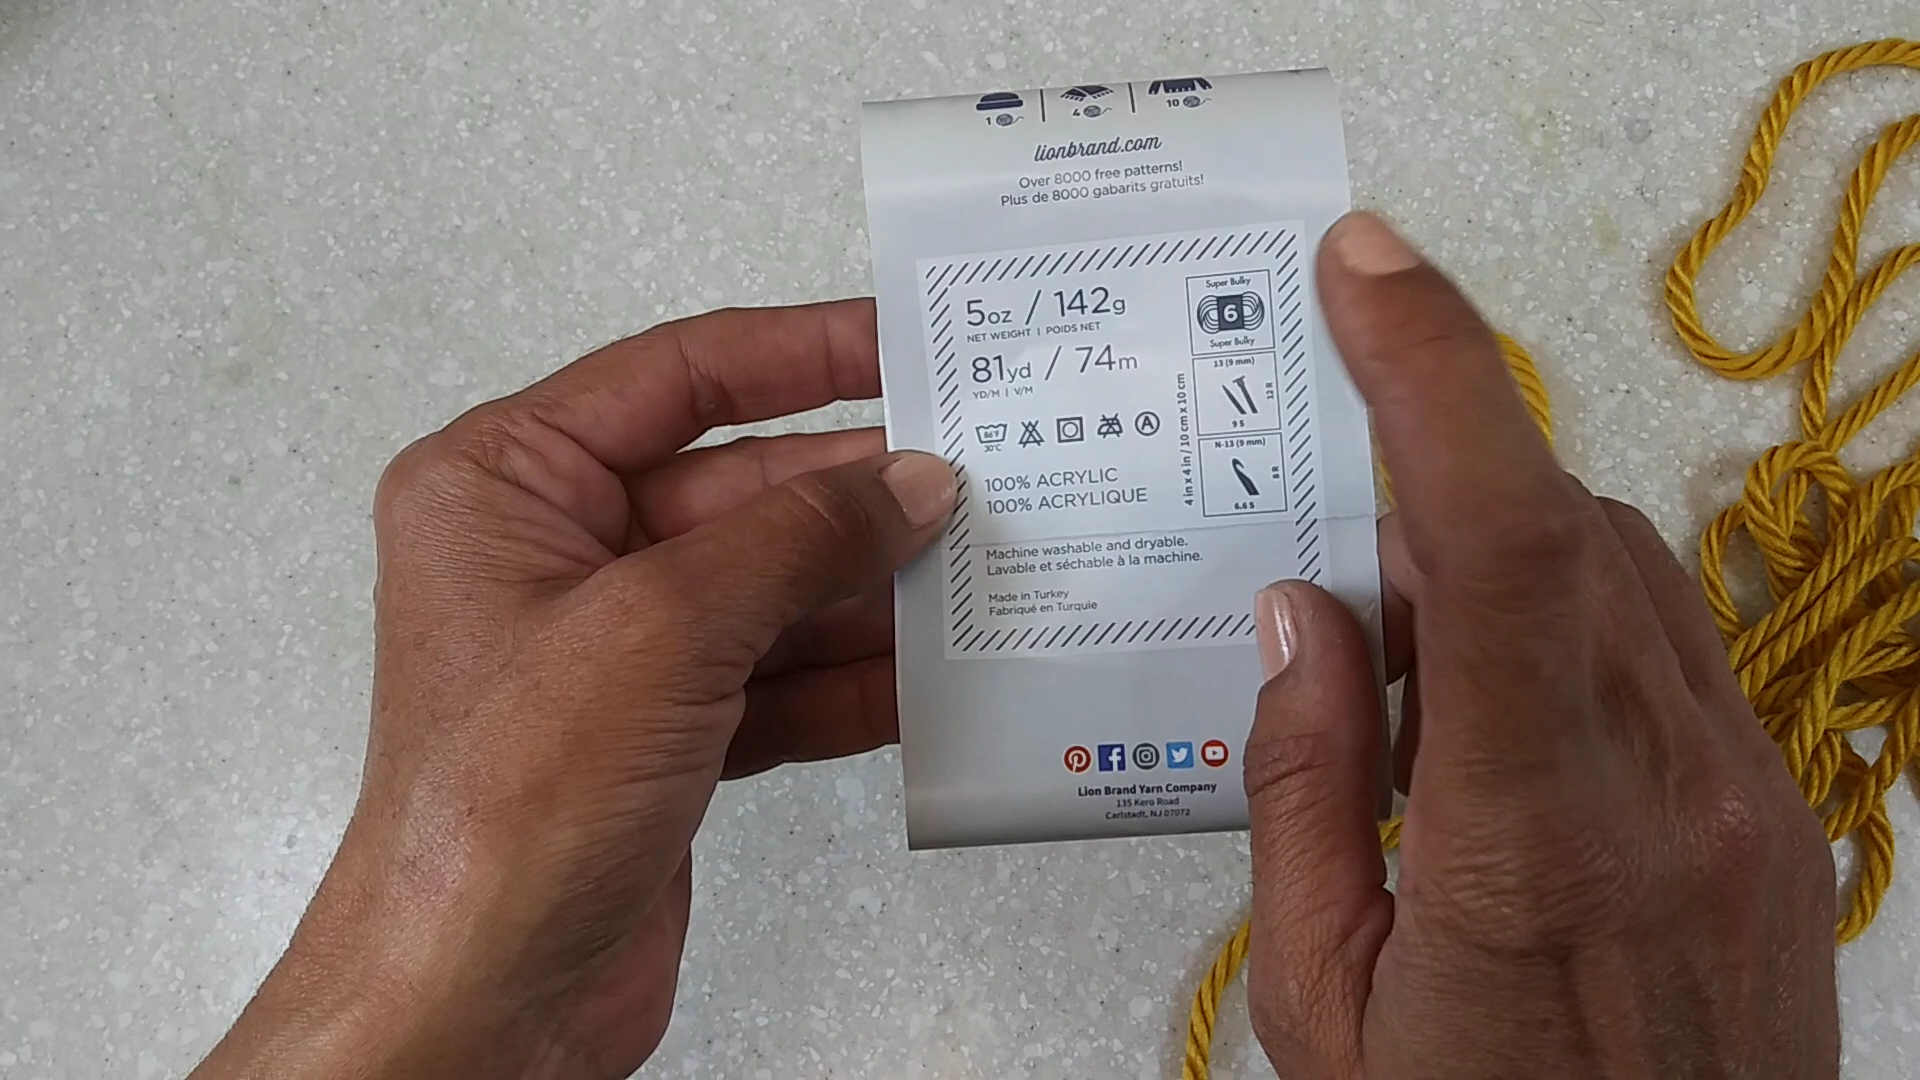 1 4 10
lionbrand.com
Over 8000 free patterns!
Plus de 8000 gabarits gratuits!
5oz / 142g
NET WEIGHT | POIDS NET
81yd / 74m
YD/M | V/M
86°F
30°C
A
100% ACRYLIC
100% ACRYLIQUE
Super Bulky
6
Super Bulky
4 in x 4 in / 10 cm x 10 cm
13 (9 mm)
12 R
9 S
N-13 (9 mm)
8 R
6.6 S
Machine washable and dryable.
Lavable et séchable à la machine.
Made in Turkey
Fabriqué en Turquie
Lion Brand Yarn Company
135 Kero Road
Carlstadt, NJ 07072